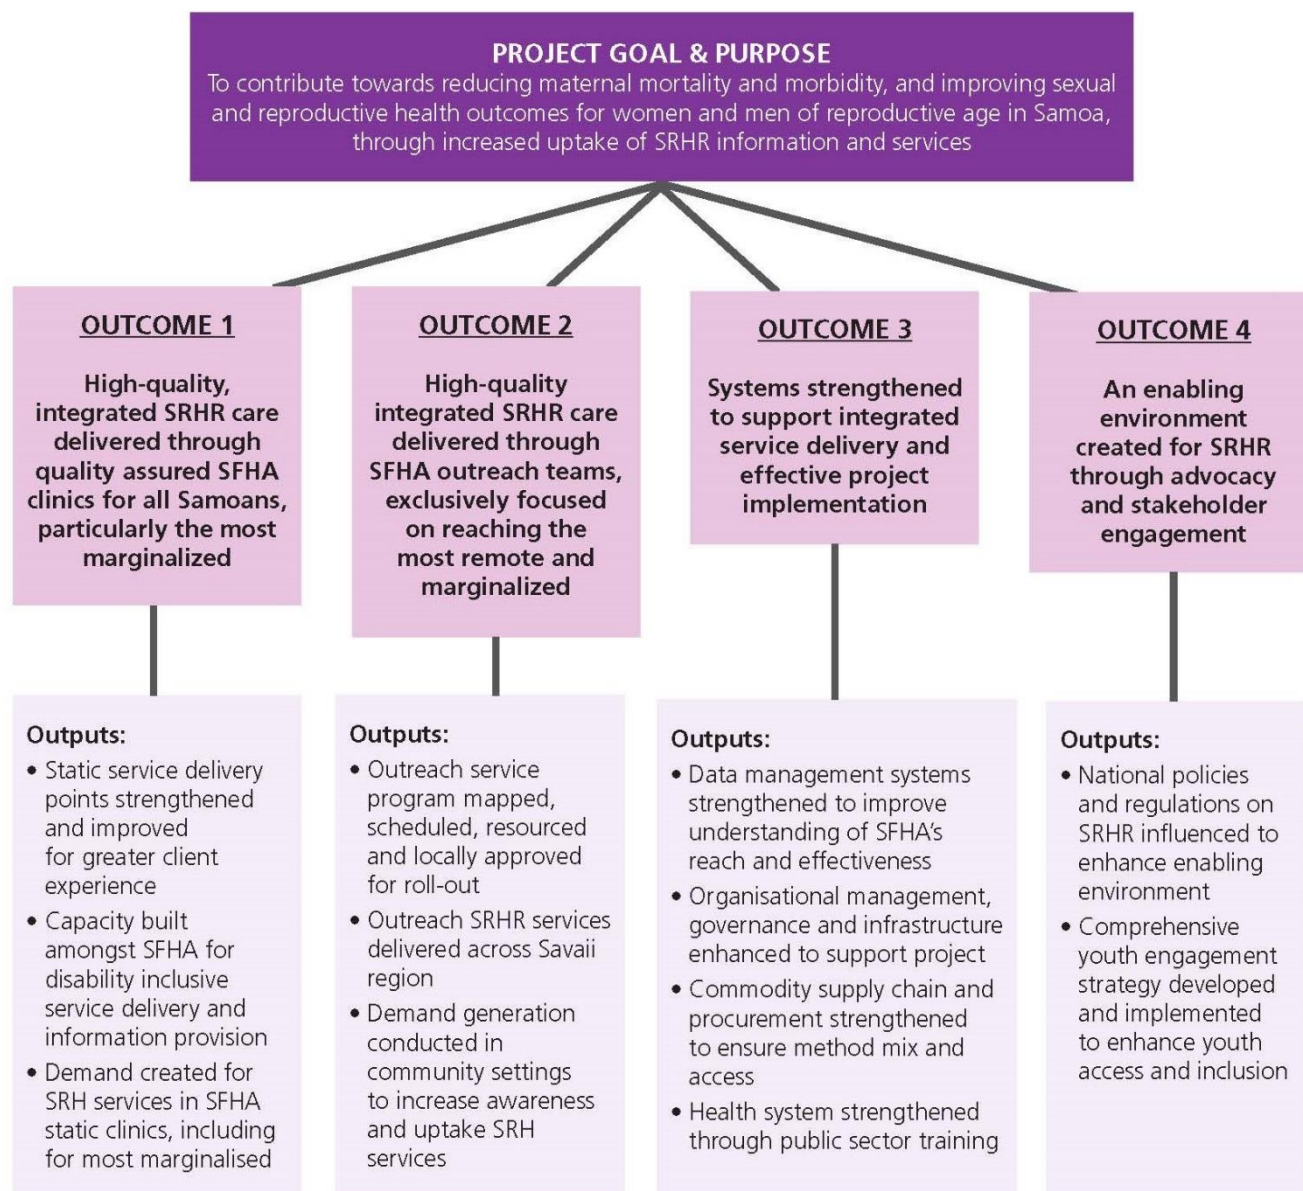 PROJECT GOAL & PURPOSE
To contribute towards reducing maternal mortality and morbidity, and improving sexual
and reproductive health outcomes for women and men of reproductive age in Samoa,
through increased uptake of SRHR information and services
OUTCOME 1
High-quality,
integrated SRHR care
delivered through
quality assured SFHA
clinics for all Samoans,
particularly the most
marginalized
OUTCOME 2
High-quality
integrated SRHR care
delivered through
SFHA outreach teams,
exclusively focused
on reaching the
most remote and
marginalized
OUTCOME 3
Systems strengthened
to support integrated
service delivery and
effective project
implementation
OUTCOME 4
An enabling
environment
created for SRHR
through advocacy
and stakeholder
engagement
Outputs:
• Static service delivery
points strengthened
and improved
for greater client
experience
• Capacity built
amongst SFHA for
disability inclusive
service delivery and
information provision
• Demand created for
SRH services in SFHA
static clinics, including
for most marginalised
Outputs:
• Outreach service
program mapped,
scheduled, resourced
and locally approved
for roll-out
• Outreach SRHR services
delivered across Savaii
region
• Demand generation
conducted in
community settings
to increase awareness
and uptake SRH
services
Outputs:
• Data management systems
strengthened to improve
understanding of SFHA's
reach and effectiveness
• Organisational management,
governance and infrastructure
enhanced to support project
• Commodity supply chain and
procurement strengthened
to ensure method mix and
access
• Health system strengthened
through public sector training
Outputs:
• National policies
and regulations on
SRHR influenced to
enhance enabling
environment
• Comprehensive
youth engagement
strategy developed
and implemented
to enhance youth
access and inclusion